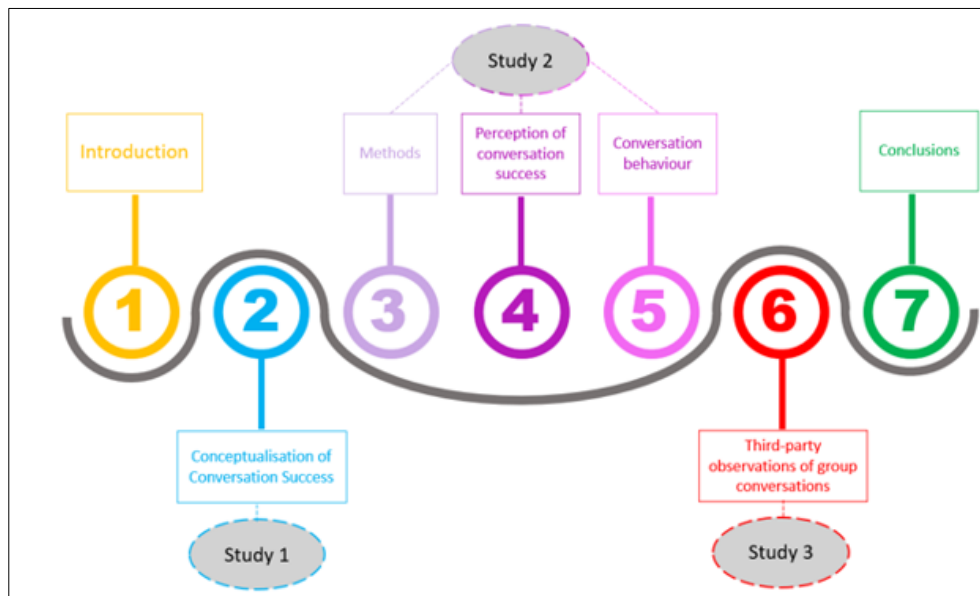 Study 2
Introduction
Methods
Perception of
conversation
success
Conversation
behaviour
Conclusions
1
2
3
4
5
6
7
Conceptualisation of
Conversation Success
Third-party
observations of group
conversations
Study 1
Study 3